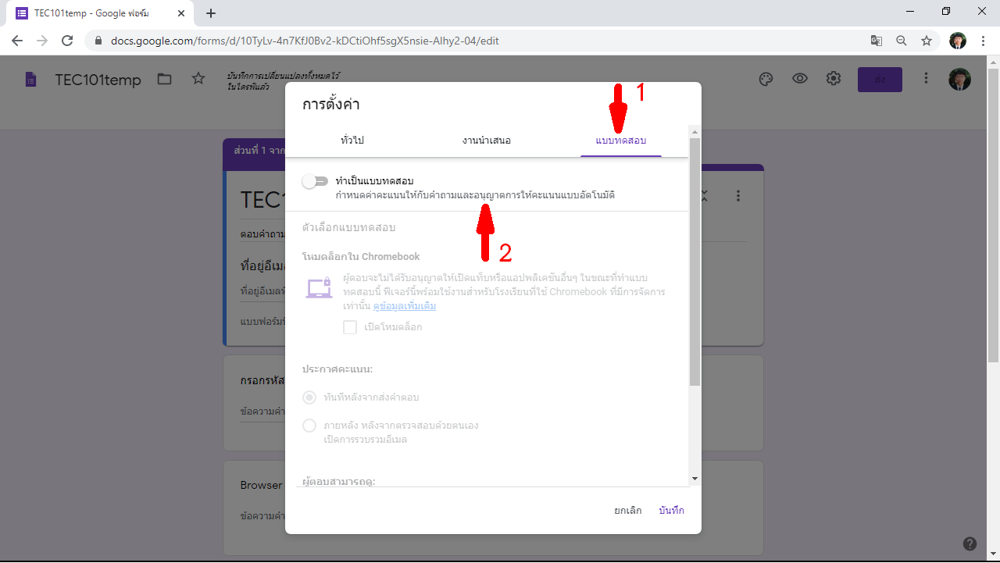 TEC101temp - Google ฟอร์ม
docs.google.com/forms/d/10TyLv-4n7KfJ0Bv2-kDCtiOhf5sgX5nsie-Alhy2-04/edit
TEC101temp
บันทึกการเปลี่ยนแปลงทั้งหมดไว้
ในไดรฟ์แล้ว
ส่ง
1
การตั้งค่า
ทั่วไป
งานนำเสนอ
แบบทดสอบ
ส่วนที่ 1 จาก
ทำเป็นแบบทดสอบ
กำหนดค่าคะแนนให้กับคำถามและอนุญาตการให้คะแนนแบบอัตโนมัติ
TEC1
ตอบคำถาม
ตัวเลือกแบบทดสอบ
2
โหมดล็อกใน Chromebook
ที่อยู่อีเมล
ผู้ตอบจะไม่ได้รับอนุญาตให้เปิดแท็บหรือแอปพลิเคชันอื่นๆ ในขณะที่ทำแบบ
ทดสอบนี้ ฟีเจอร์นี้พร้อมใช้งานสำหรับโรงเรียนที่ใช้ Chromebook ที่มีการจัดการ
เท่านั้น ดูข้อมูลเพิ่มเติม
ที่อยู่อีเมลที่
แบบฟอร์มนี้
เปิดโหมดล็อก
ประกาศคะแนน:
กรอกรหัส
ทันทีหลังจากส่งคำตอบ
ข้อความคำ
ภายหลัง หลังจากตรวจสอบด้วยตนเอง
เปิดการรวบรวมอีเมล
ผู้ตอบสามารถดู:
Browser
ข้อความคำ
ยกเลิก
บันทึก